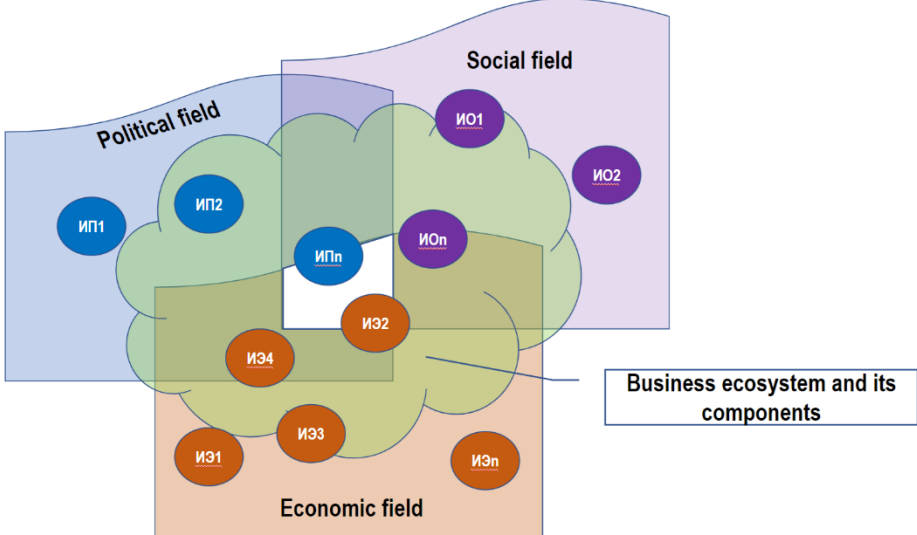 Social field
Political field
ИО1
ИО2
ИП1
ИП2
ИПn
ИОn
ИЭ2
ИЭ4
Business ecosystem and its
components
ИЭ3
ИЭ1
ИЭn
Economic field